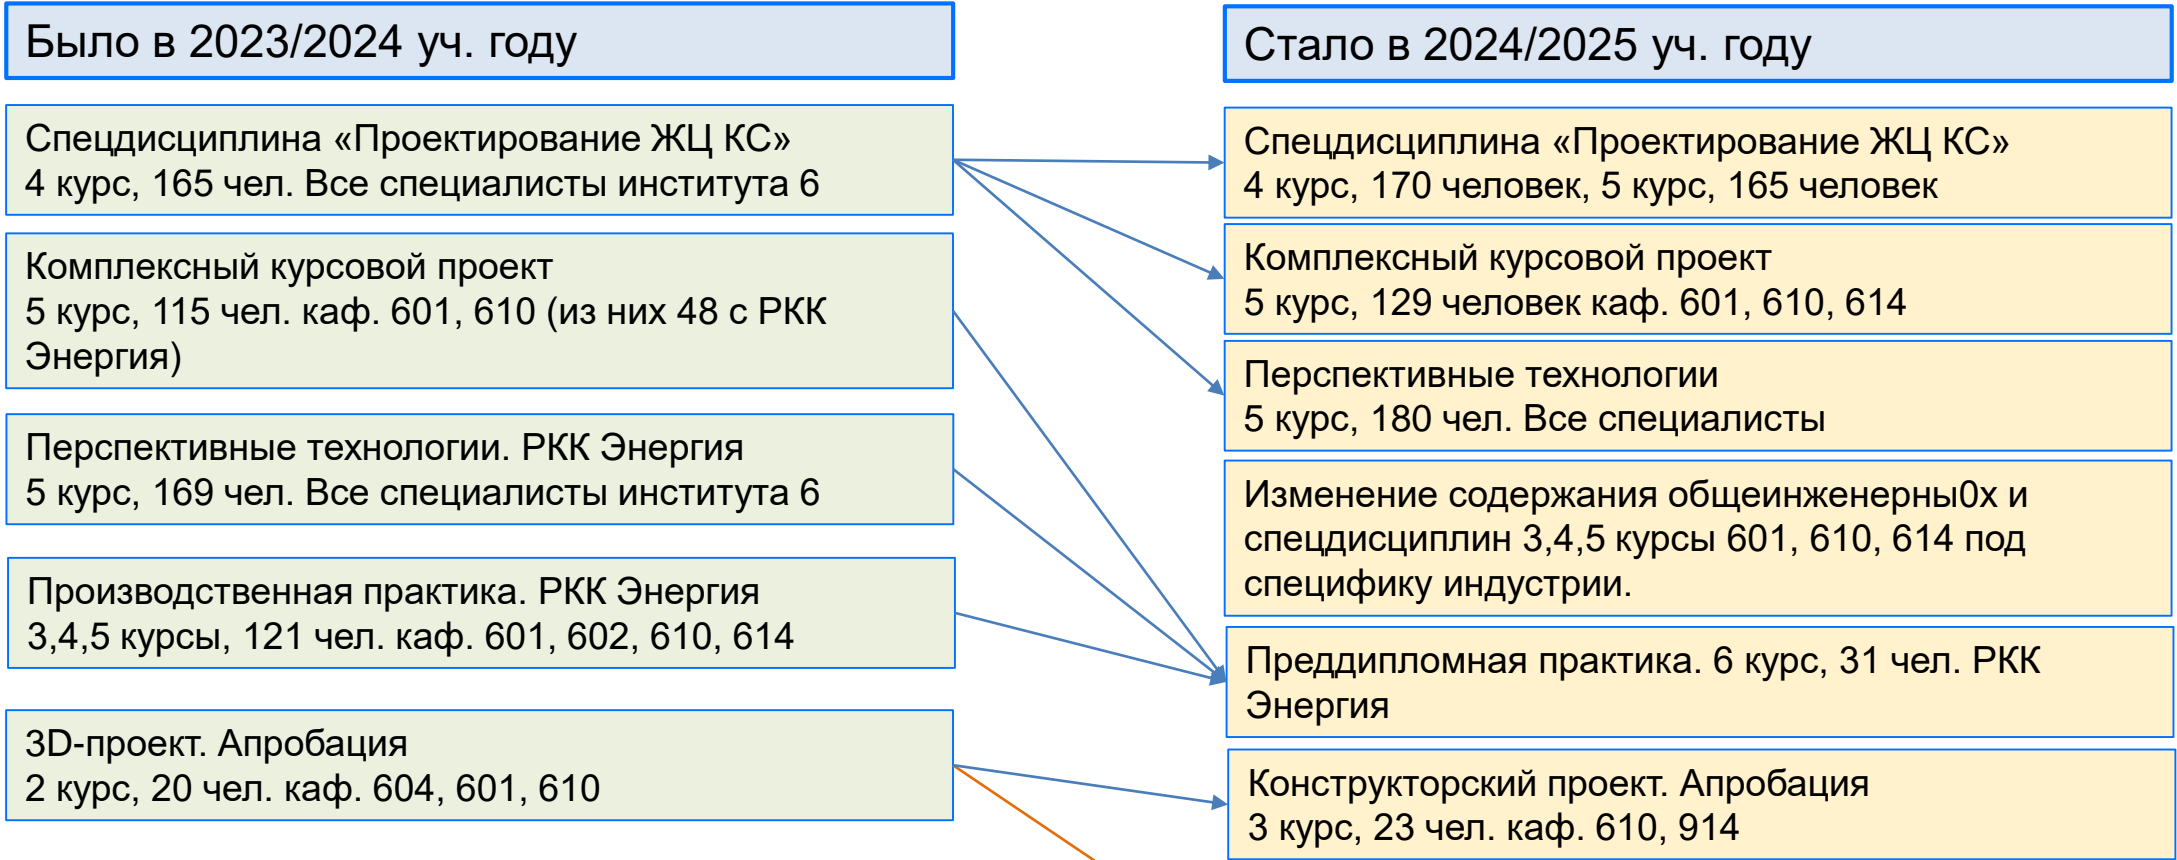 Было в 2023/2024 уч. году
Спецдисциплина «Проектирование ЖЦ КС»
4 курс, 165 чел. Все специалисты института 6
Комплексный курсовой проект
5 курс, 115 чел. каф. 601, 610 (из них 48 с РКК
Энергия)
Перспективные технологии. РКК Энергия
5 курс, 169 чел. Все специалисты института 6
Производственная практика. РКК Энергия
3,4,5 курсы, 121 чел. каф. 601, 602, 610, 614
3D-проект. Апробация
2 курс, 20 чел. каф. 604, 601, 610
Стало в 2024/2025 уч. году
Спецдисциплина «Проектирование ЖЦ КС»
4 курс, 170 человек, 5 курс, 165 человек
Комплексный курсовой проект
5 курс, 129 человек каф. 601, 610, 614
Перспективные технологии
5 курс, 180 чел. Все специалисты
Изменение содержания общеинженерны0х и
спецдисциплин 3,4,5 курсы 601, 610, 614 под
специфику индустрии.
Преддипломная практика. 6 курс, 31 чел. РКК
Энергия
Конструкторский проект. Апробация
3 курс, 23 чел. каф. 610, 914